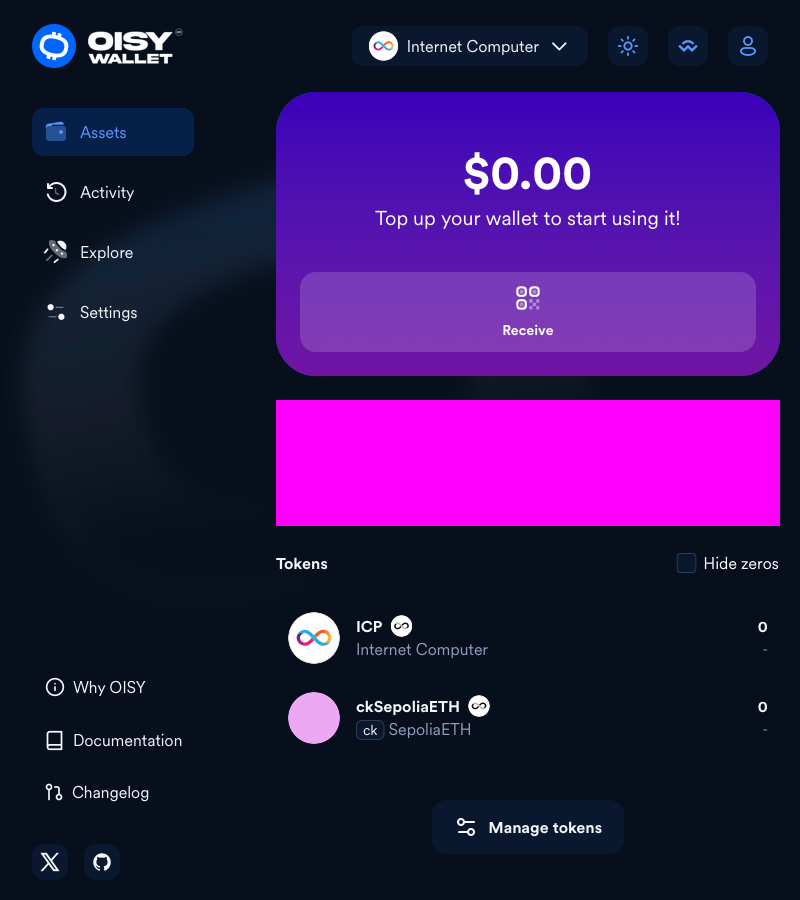 OISY
WALLET
Internet Computer
Assets
Activity
Explore
Settings
$0.00
Top up your wallet to start using it!
Receive
Tokens
Hide zeros
ICP
0
Internet Computer
-
ckSepoliaETH
0
ck SepoliaETH
-
Why OISY
Documentation
Changelog
Manage tokens